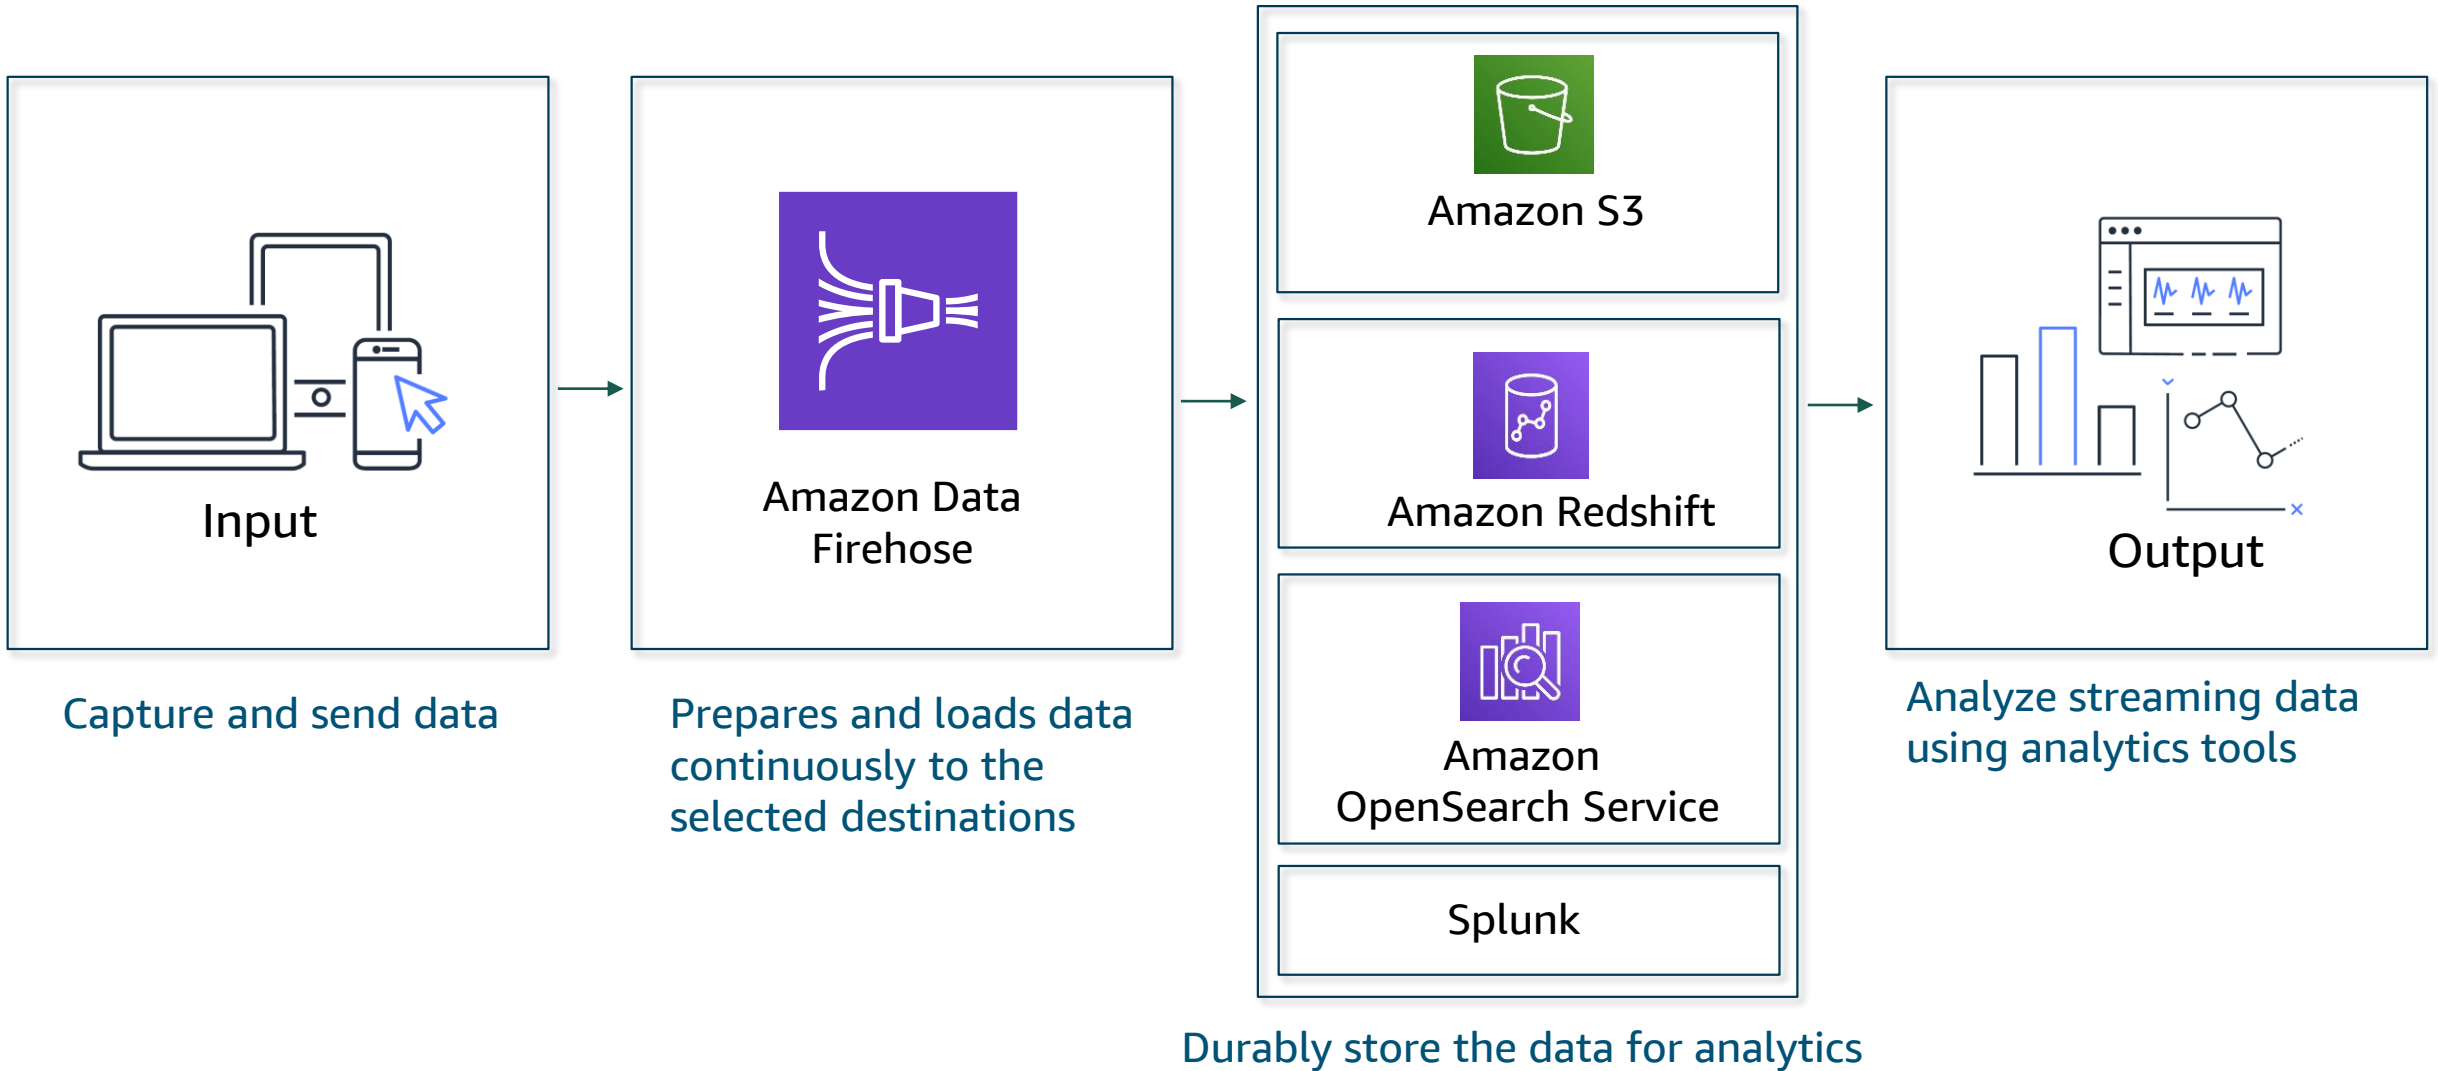 Input
Capture and send data
Amazon Data
Firehose
Prepares and loads data
continuously to the
selected destinations
Amazon S3
Amazon Redshift
Amazon
OpenSearch Service
Splunk
Durably store the data for analytics
Output
Analyze streaming data
using analytics tools